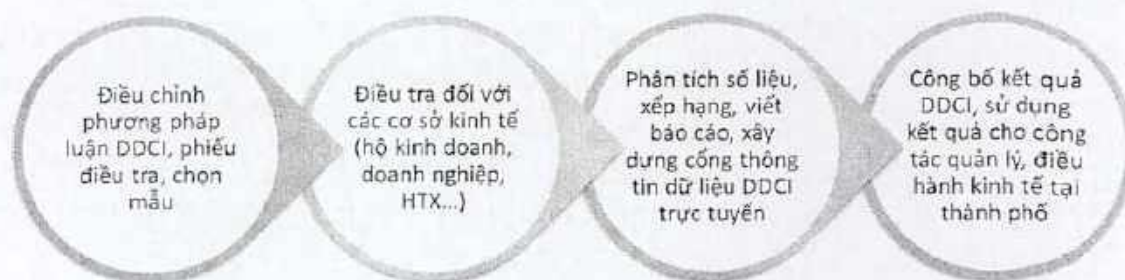 Điều chỉnh
phương pháp
luận DDCI, phiếu
điều tra, chọn
mẫu
Điều tra đối với
các cơ sở kinh tế
(hộ kinh doanh,
doanh nghiệp,
HTX...)
Phân tích số liệu,
xếp hạng, viết
báo cáo, xây
dựng cổng thông
tin dữ liệu DDCI
trực tuyến
Công bố kết quả
DDCI, sử dụng
kết quả cho công
tác quản lý, điều
hành kinh tế tại
thành phố